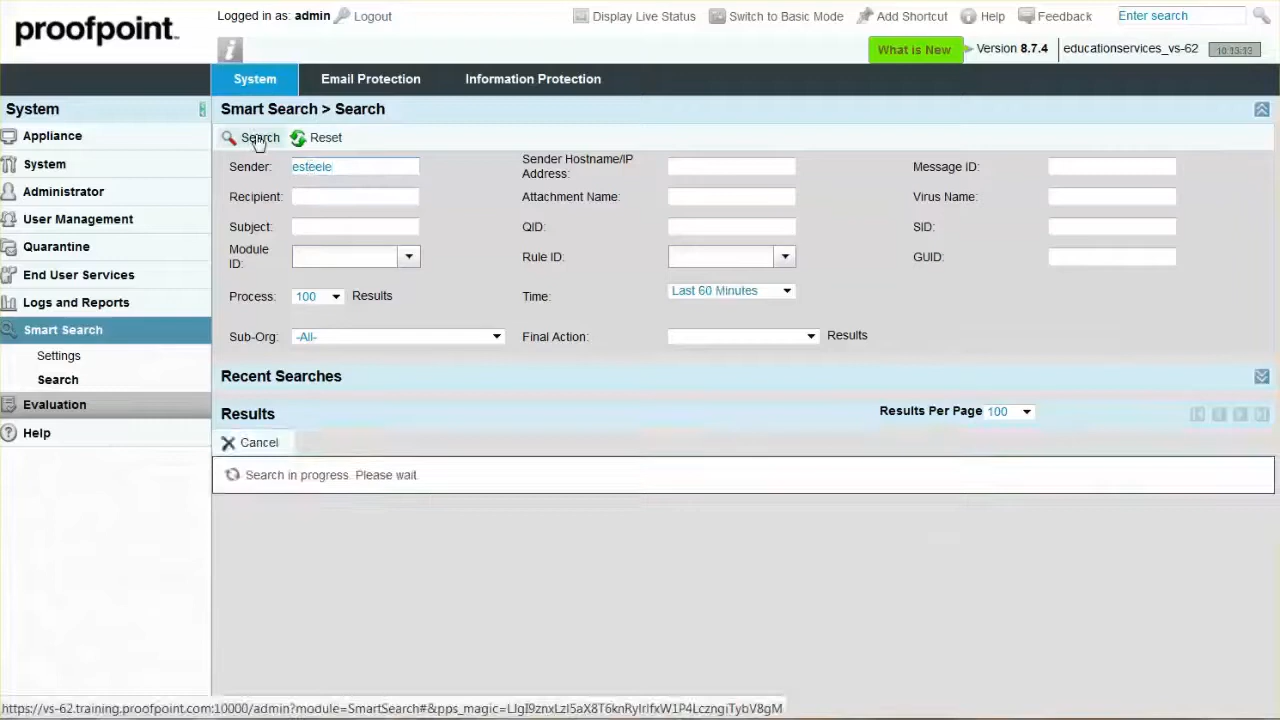 proofpoint.
Logged in as: admin Logout
Display Live Status Switch to Basic Mode Add Shortcut Help Feedback Enter search
What is New Version 8.7.4 educationservices_vs-62
System Email Protection Information Protection
System
Appliance
System
Administrator
User Management
Quarantine
End User Services
Logs and Reports
Smart Search
Settings
Search
Evaluation
Help
Smart Search > Search
Search Reset
Sender: esteele
Sender Hostname/IP
Address:
Message ID:
Recipient:
Attachment Name:
Virus Name:
Subject:
QID:
SID:
Module
ID:
Rule ID:
GUID:
Process: 100 Results
Time: Last 60 Minutes
Sub-Org: -All-
Final Action: Results
Recent Searches
Results
Results Per Page 100
Cancel
Search in progress. Please wait.